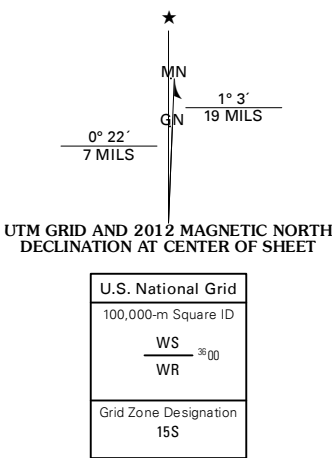 ★
MN
GN
1° 3´
19 MILS
0° 22´
7 MILS
UTM GRID AND 2012 MAGNETIC NORTH
DECLINATION AT CENTER OF SHEET
U.S. National Grid
100,000-m Square ID
WS
3600
WR
Grid Zone Designation
15S